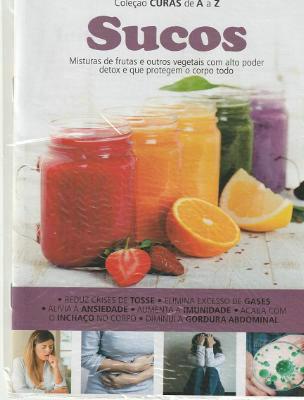 Coleção CURAS de A a Z
Sucos
Misturas de frutas e outros vegetais com alto poder
detox e que protegem o corpo todo
• REDUZ CRISES DE TOSSE • ELIMINA EXCESSO DE GASES
• ALIVIA A ANSIEDADE • AUMENTA A IMUNIDADE • ACABA COM
O INCHAÇO NO CORPO • DIMINUI A GORDURA ABDOMINAL